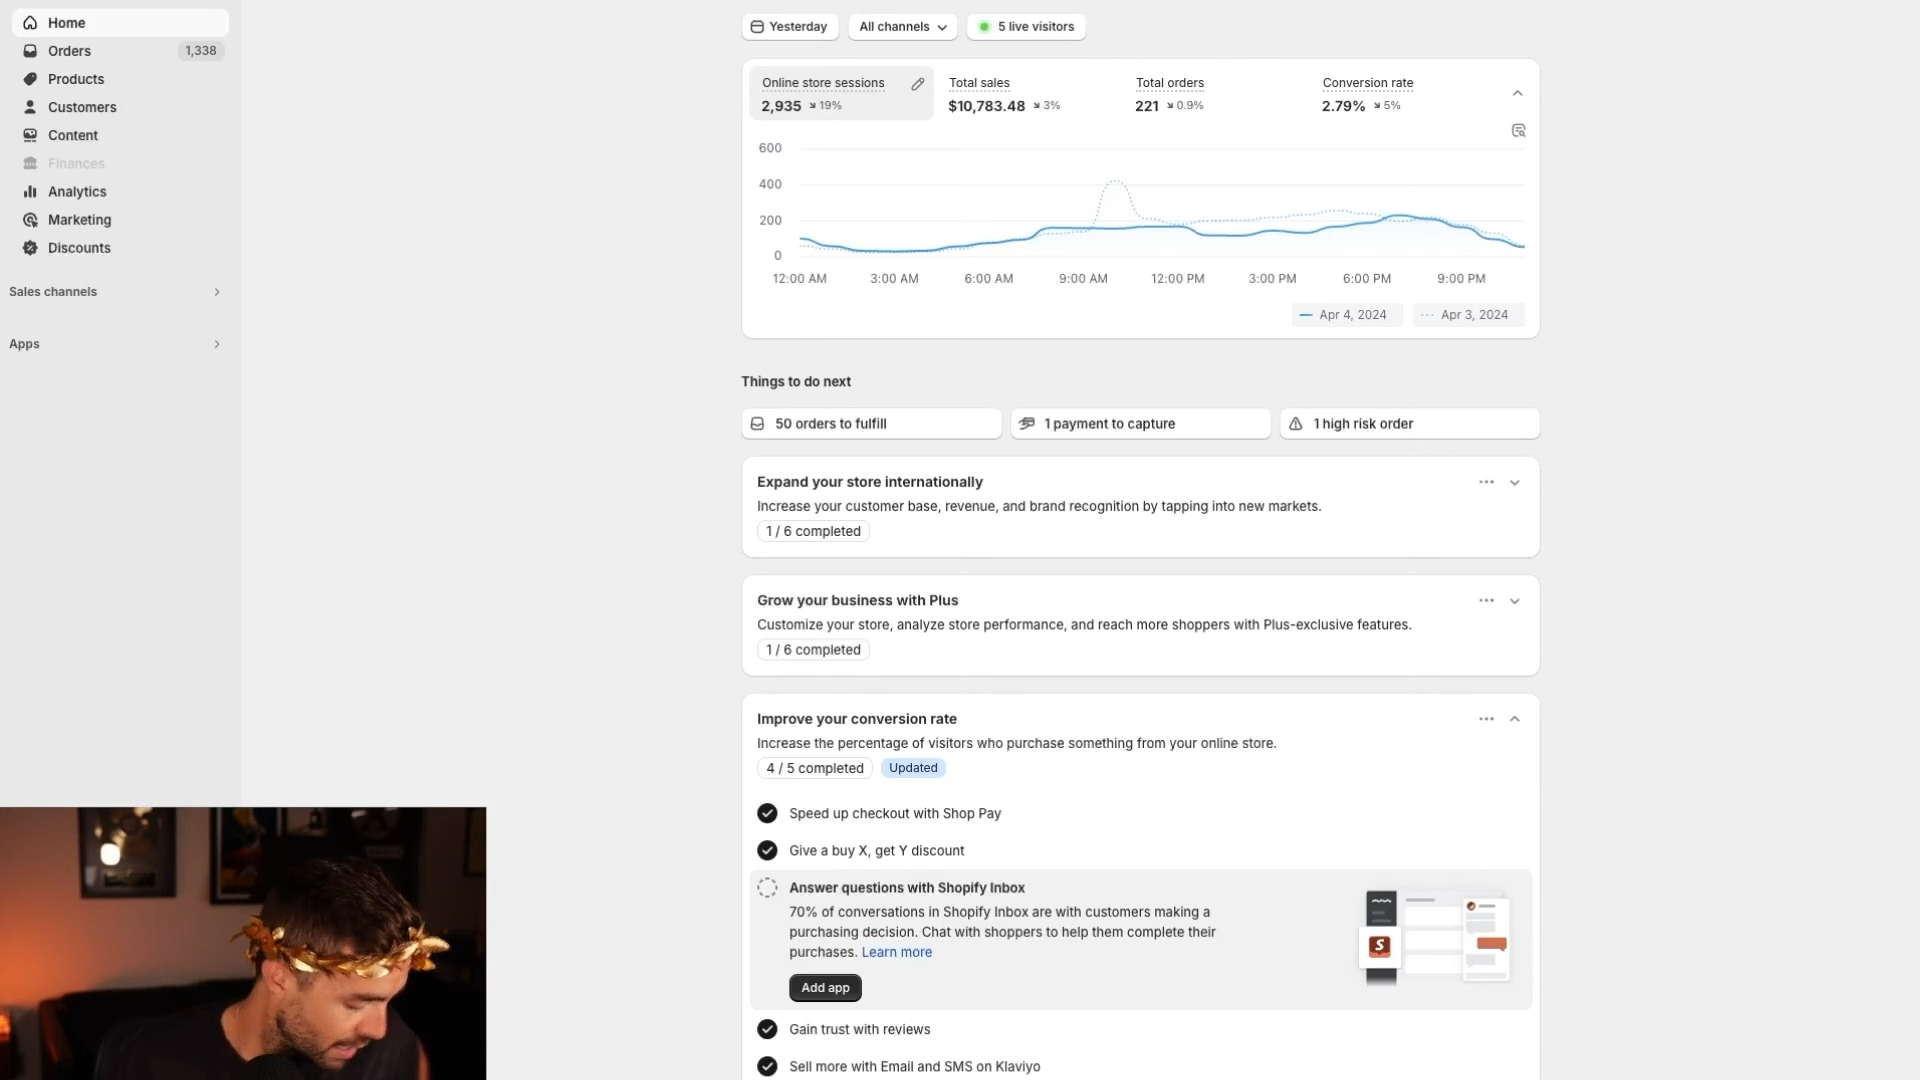 Home
Orders 1,338
Products
Customers
Content
Finances
Analytics
Marketing
Discounts
Sales channels
Apps
Yesterday All channels 5 live visitors
Online store sessions Total sales Total orders Conversion rate
2,935 19% $10,783.48 3% 221 0.9% 2.79% 5%
600
400
200
0
12:00 AM 3:00 AM 6:00 AM 9:00 AM 12:00 PM 3:00 PM 6:00 PM 9:00 PM
Apr 4, 2024 Apr 3, 2024
Things to do next
50 orders to fulfill 1 payment to capture 1 high risk order
Expand your store internationally
Increase your customer base, revenue, and brand recognition by tapping into new markets.
1 / 6 completed
Grow your business with Plus
Customize your store, analyze store performance, and reach more shoppers with Plus-exclusive features.
1 / 6 completed
Improve your conversion rate
Increase the percentage of visitors who purchase something from your online store.
4 / 5 completed Updated
Speed up checkout with Shop Pay
Give a buy X, get Y discount
Answer questions with Shopify Inbox
70% of conversations in Shopify Inbox are with customers making a
purchasing decision. Chat with shoppers to help them complete their
purchases. Learn more
Add app
Gain trust with reviews
Sell more with Email and SMS on Klaviyo